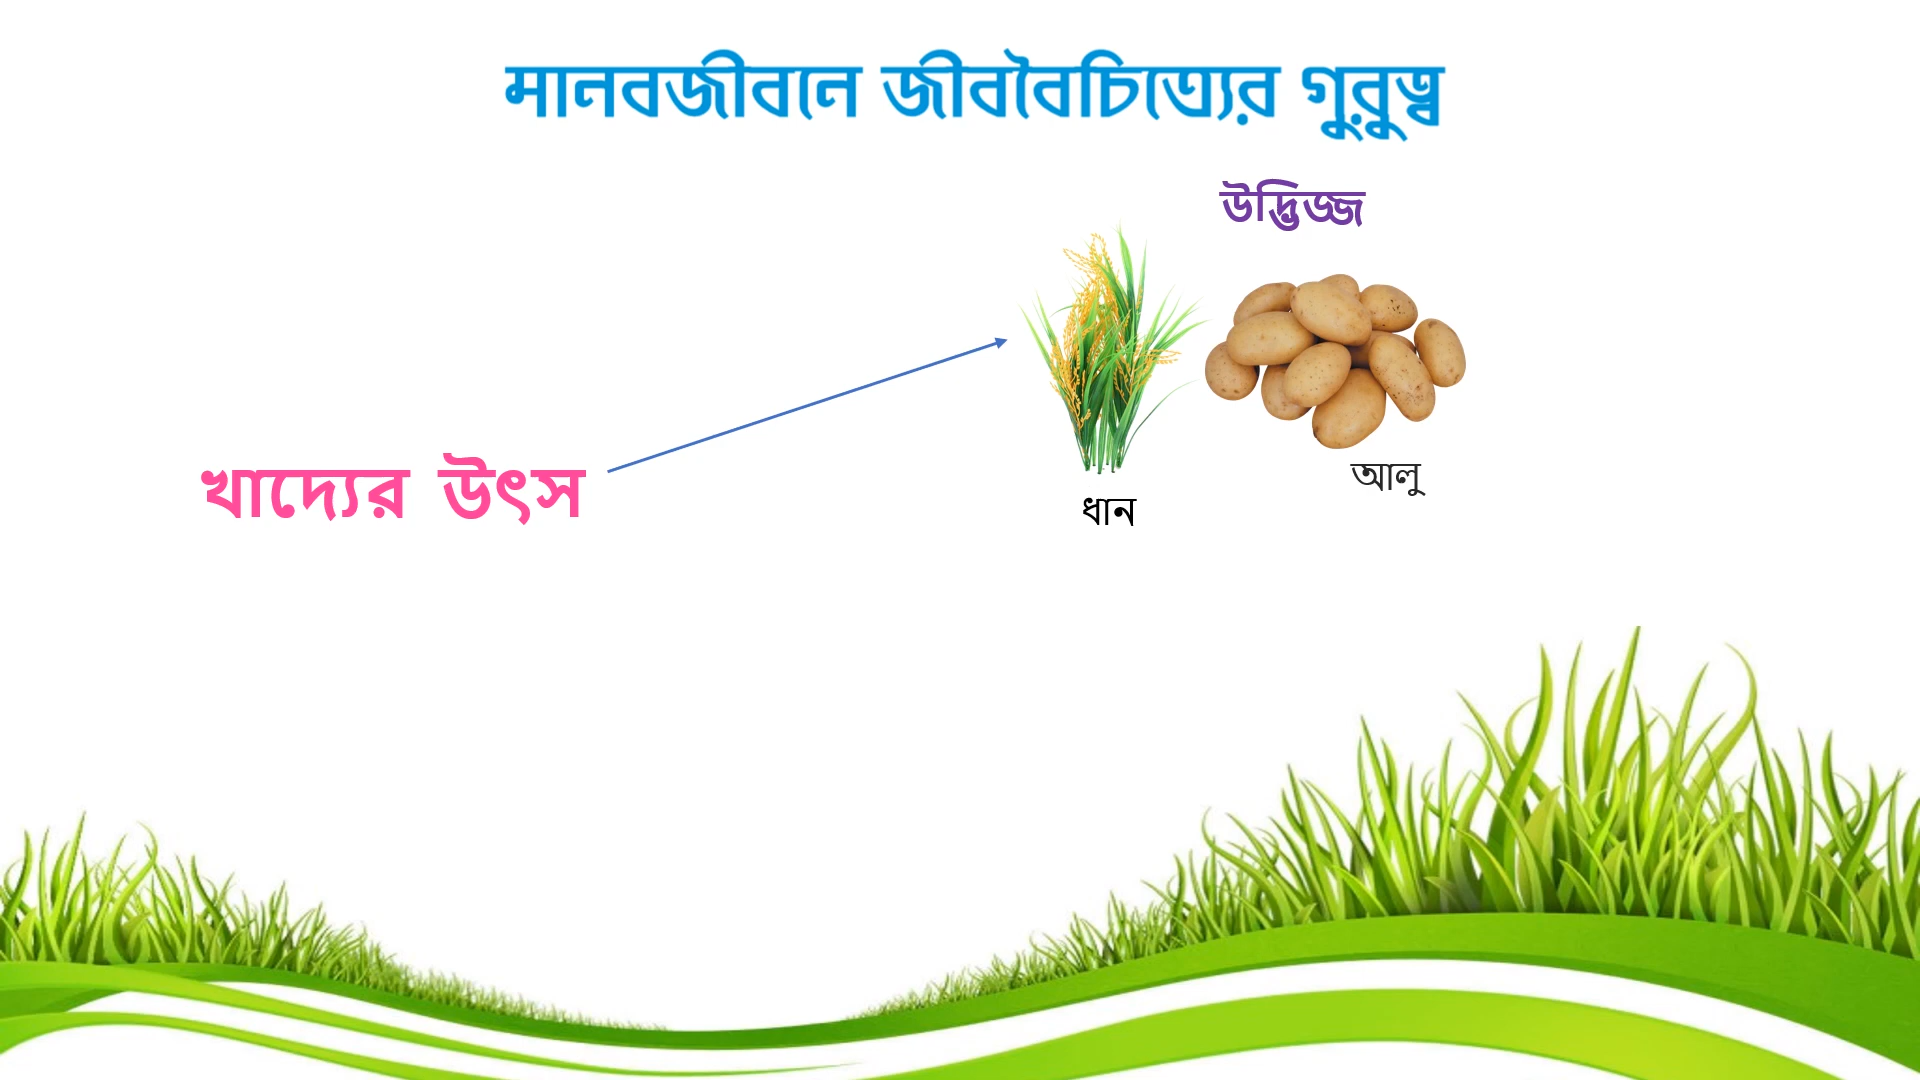 মানবজীবনে জীববৈচিত্র্যের গুরুত্ব
উদ্ভিজ্জ
খাদ্যের উৎস
আলু
ধান